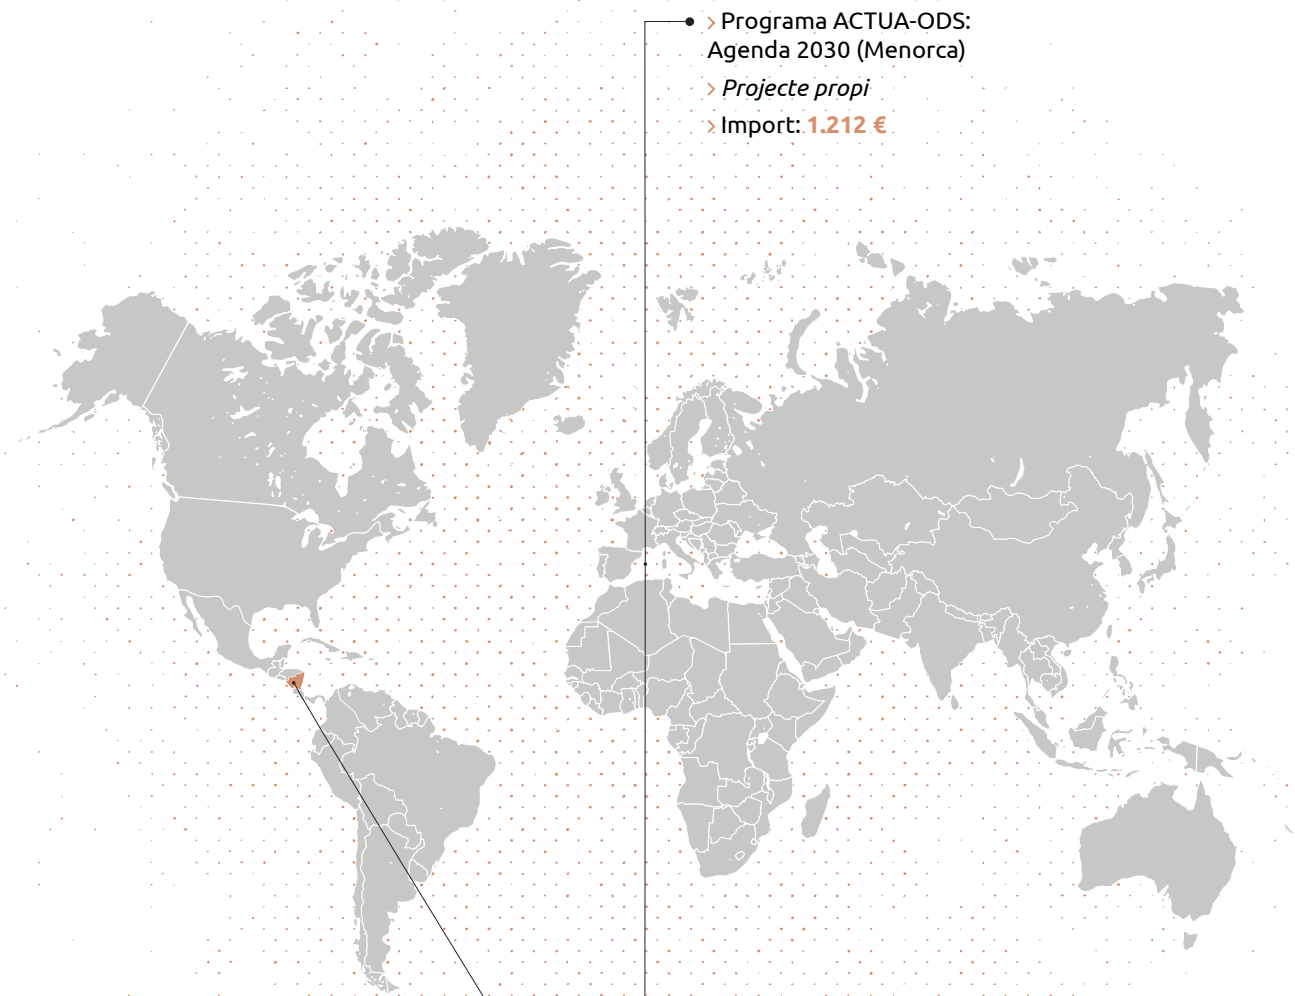 › Programa ACTUA-ODS:
Agenda 2030 (Menorca)
› Projecte propi
› Import: 1.212 €